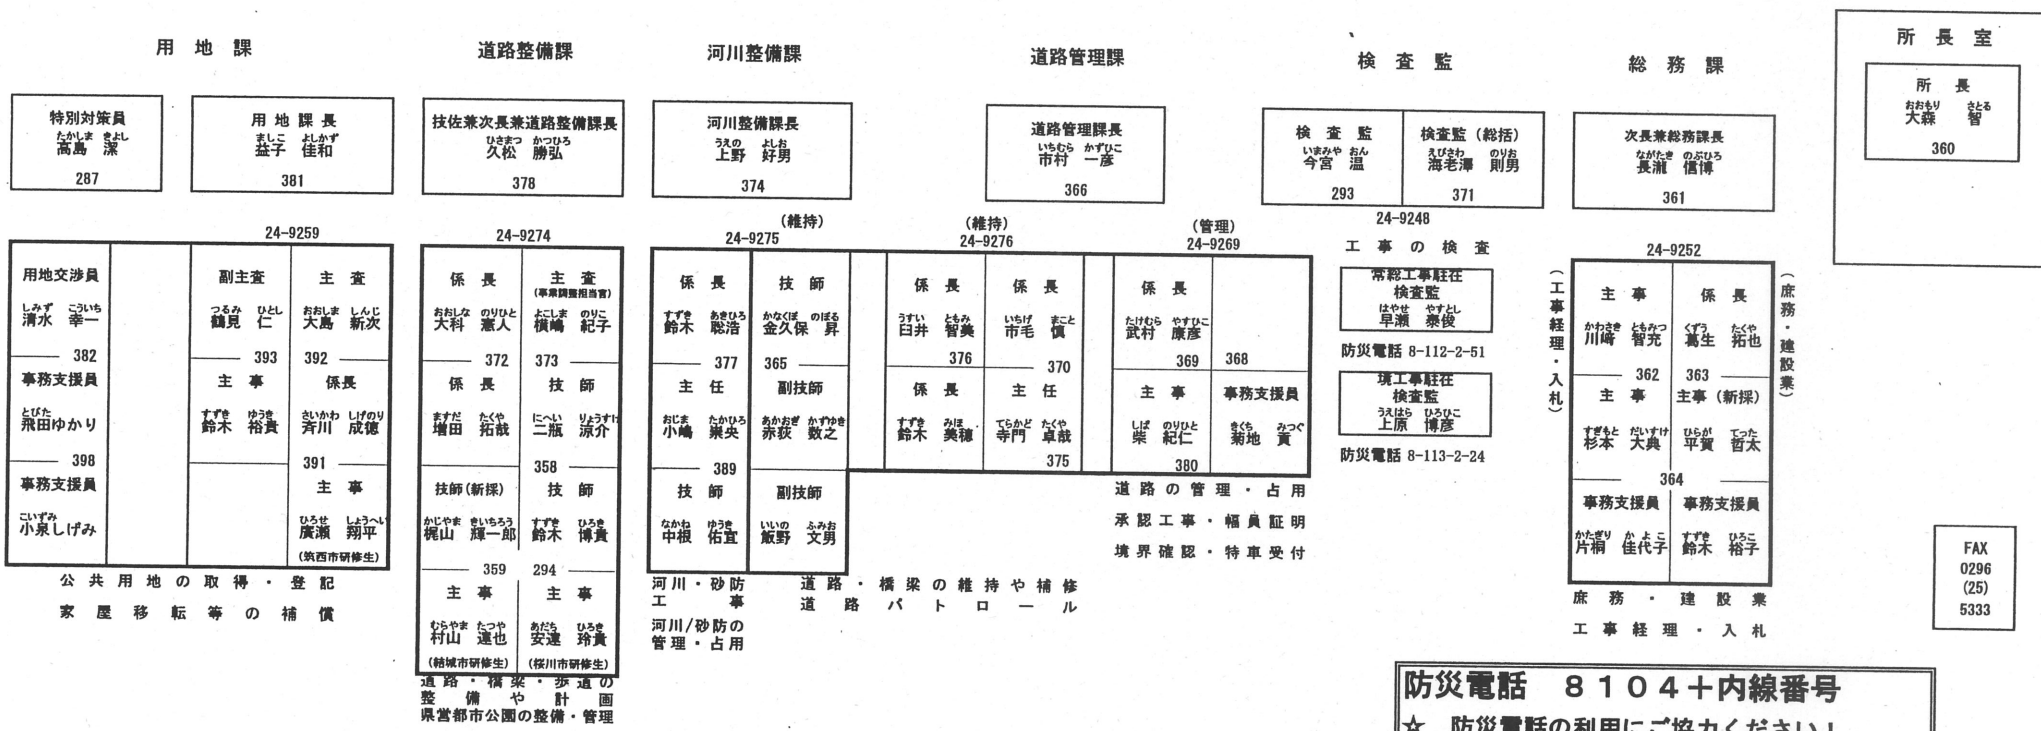 用地課
特別対策員
たかしま きよし
高島 潔
287
用地課長
ましこ よしかず
益子 佳和
381
24-9259
用地交渉員
しみず こういち
清水 幸一
382
事務支援員
とびた
飛田ゆかり
398
事務支援員
こいずみ
小泉しげみ
副主査
つるみ ひとし
鶴見 仁
393
主事
すずき ゆうき
鈴木 裕貴
主査
おおしま しんじ
大島 新次
392
係長
さいかわ しげのり
斉川 成徳
391
主事
ひろせ しょうへい
廣瀬 翔平
(筑西市研修生)
公共用地の取得・登記
家屋移転等の補償
道路整備課
技佐兼次長兼道路整備課長
ひさまつ かつひろ
久松 勝弘
378
24-9274
係長
おおしな のりひと
大科 憲人
372
主査
(事業調整担当官)
よこしま のりこ
横嶋 紀子
373
係長
ますだ たくや
増田 拓哉
技師
にへい りょうすけ
二瓶 涼介
358
技師(新採)
かじやま きいちろう
梶山 輝一郎
359
技師
すずき ひろき
鈴木 博貴
294
主事
むらやま たつや
村山 達也
(結城市研修生)
主事
あだち ひろき
安達 玲貴
(桜川市研修生)
道路・橋梁・歩道の
整備や計画
県営都市公園の整備・管理
河川整備課
河川整備課長
うえの よしお
上野 好男
374
(維持)
24-9275
係長
すずき あきひろ
鈴木 聡浩
377
技師
かなくぼ のぼる
金久保 昇
365
主任
おじま たかひろ
小嶋 崇央
389
副技師
あかおぎ かずゆき
赤荻 数之
技師
なかね ゆうき
中根 佑宜
副技師
いいの ふみお
飯野 文男
河川・砂防
工事
河川/砂防の
管理・占用
道路管理課
道路管理課長
いちむら かずひこ
市村 一彦
366
(維持)
24-9276
係長
うすい ともみ
臼井 智美
376
係長
いちげ まこと
市毛 慎
370
係長
すずき みほ
鈴木 美穂
主任
てらかど たくや
寺門 卓哉
375
道路・橋梁の維持や補修
道路パトロール
(管理)
24-9269
係長
たけむら やすひこ
武村 康彦
369
368
主事
しば のりひと
柴 紀仁
380
事務支援員
きくち みつぐ
菊地 貢
道路の管理・占用
承認工事・幅員証明
境界確認・特車受付
検査監
検査監
いまみや おん
今宮 温
293
検査監(総括)
えびさわ のりお
海老澤 則男
371
24-9248
工事の検査
常総工事駐在
検査監
はやせ やすとし
早瀬 泰俊
防災電話 8-112-2-51
境工事駐在
検査監
うえはら ひろひこ
上原 博彦
防災電話 8-113-2-24
総務課
次長兼総務課長
ながたき のぶひろ
長瀧 信博
361
24-9252
(工事経理・入札)
主事
かわさき ともみつ
川﨑 智充
362
係長
くずう たくや
葛生 拓也
363
(庶務・建設業)
主事
すぎもと だいすけ
杉本 大典
主事(新採)
ひらが てった
平賀 哲太
364
事務支援員
かたぎり かよこ
片桐 佳代子
事務支援員
すずき ひろこ
鈴木 裕子
庶務・建設業
工事経理・入札
所長室
所長
おおもり さとる
大森 智
360
FAX
0296
(25)
5333
防災電話 8104+内線番号
☆ 防災電話の利用にご協力ください!